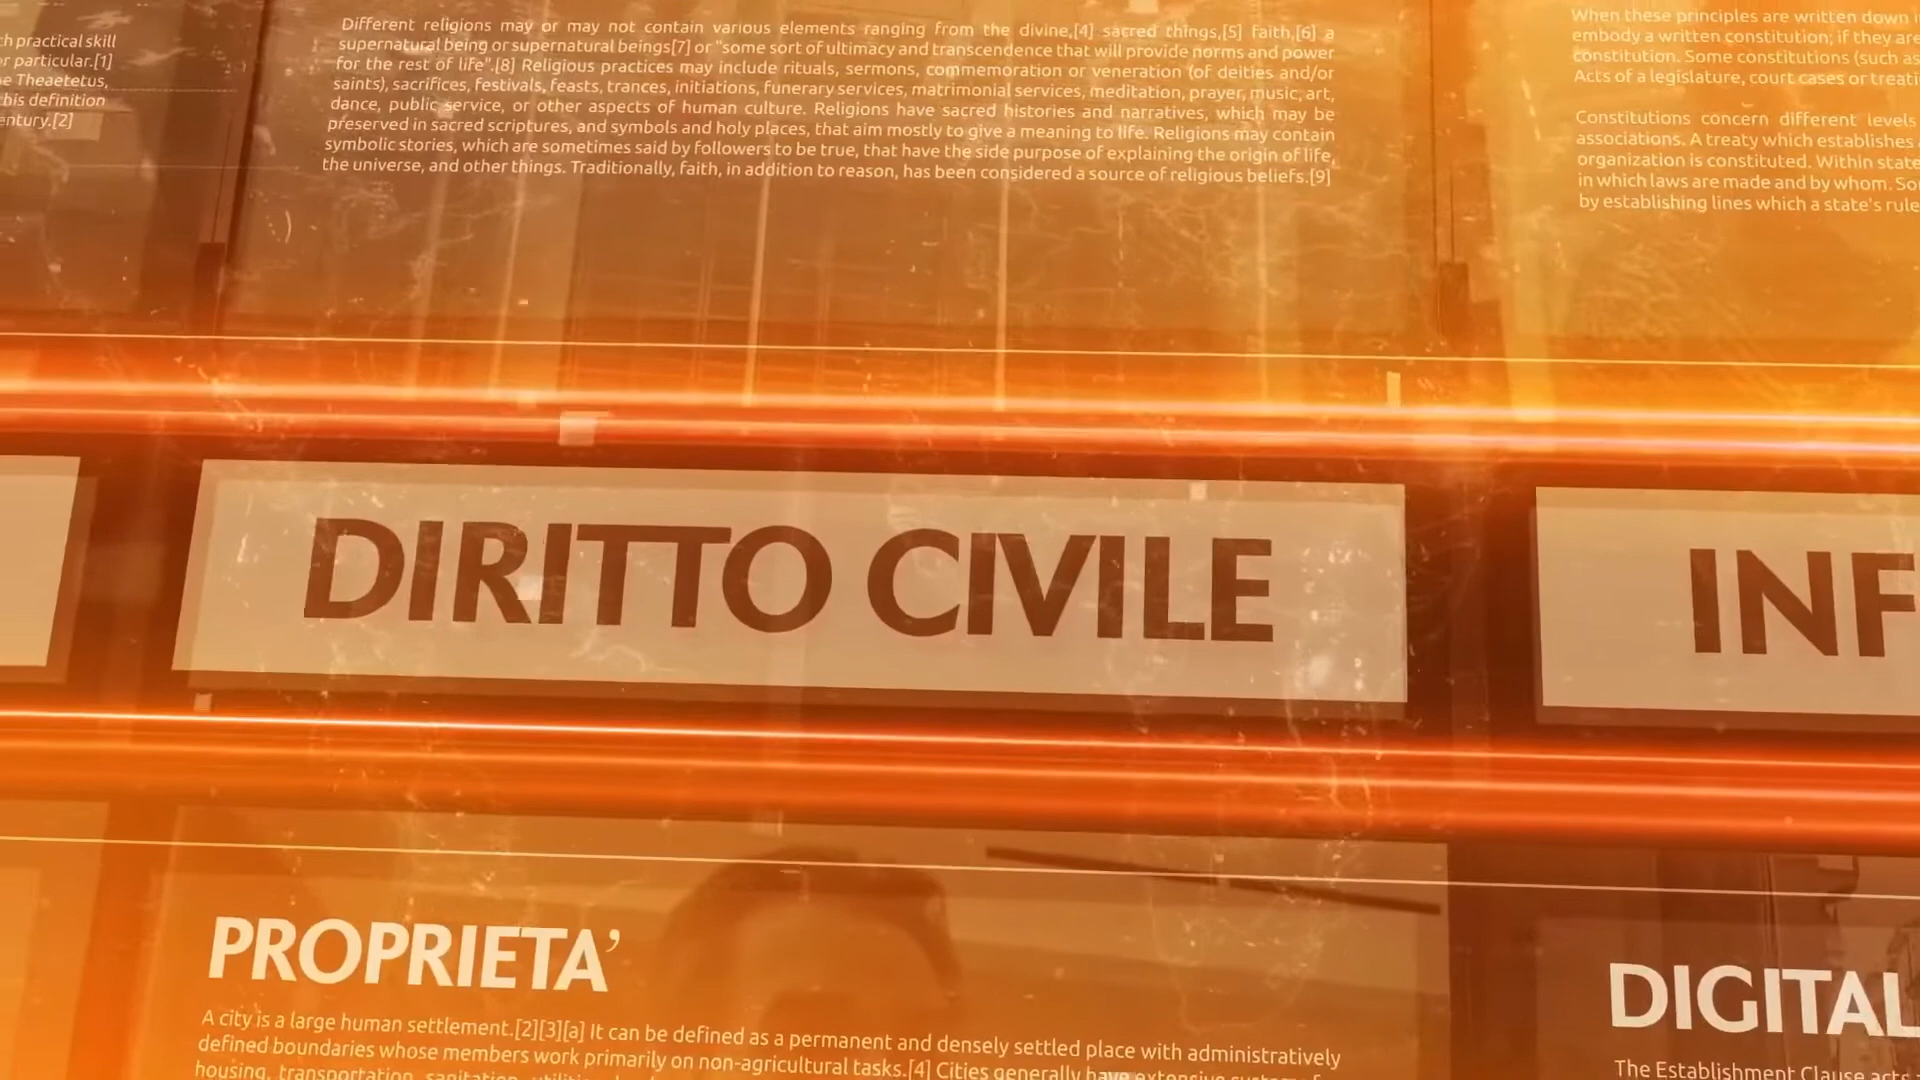 ch practical skill
or particular.[1]
e Theaetetus,
his definition
entury.[2]
Different religions may or may not contain various elements ranging from the divine,[4] sacred things,[5] faith,[6] a
supernatural being or supernatural beings[7] or "some sort of ultimacy and transcendence that will provide norms and power
for the rest of life".[8] Religious practices may include rituals, sermons, commemoration or veneration (of deities and/or
saints), sacrifices, festivals, feasts, trances, initiations, funerary services, matrimonial services, meditation, prayer, music, art,
dance, public service, or other aspects of human culture. Religions have sacred histories and narratives, which may be
preserved in sacred scriptures, and symbols and holy places, that aim mostly to give a meaning to life. Religions may contain
symbolic stories, which are sometimes said by followers to be true, that have the side purpose of explaining the origin of life,
the universe, and other things. Traditionally, faith, in addition to reason, has been considered a source of religious beliefs.[9]
When these principles are written down
embody a written constitution; if they are
constitution. Some constitutions (such as
Acts of a legislature, court cases or treati
Constitutions concern different levels
associations. A treaty which establishes
organization is constituted. Within state
in which laws are made and by whom. So
by establishing lines which a state's rule
DIRITTO CIVILE
INF
PROPRIETA’
A city is a large human settlement.[2][3][a] It can be defined as a permanent and densely settled place with administratively
defined boundaries whose members work primarily on non-agricultural tasks.[4] Cities generally have extensive
housing, transportation, sanitation,
DIGITAL
The Establishment Clause acts